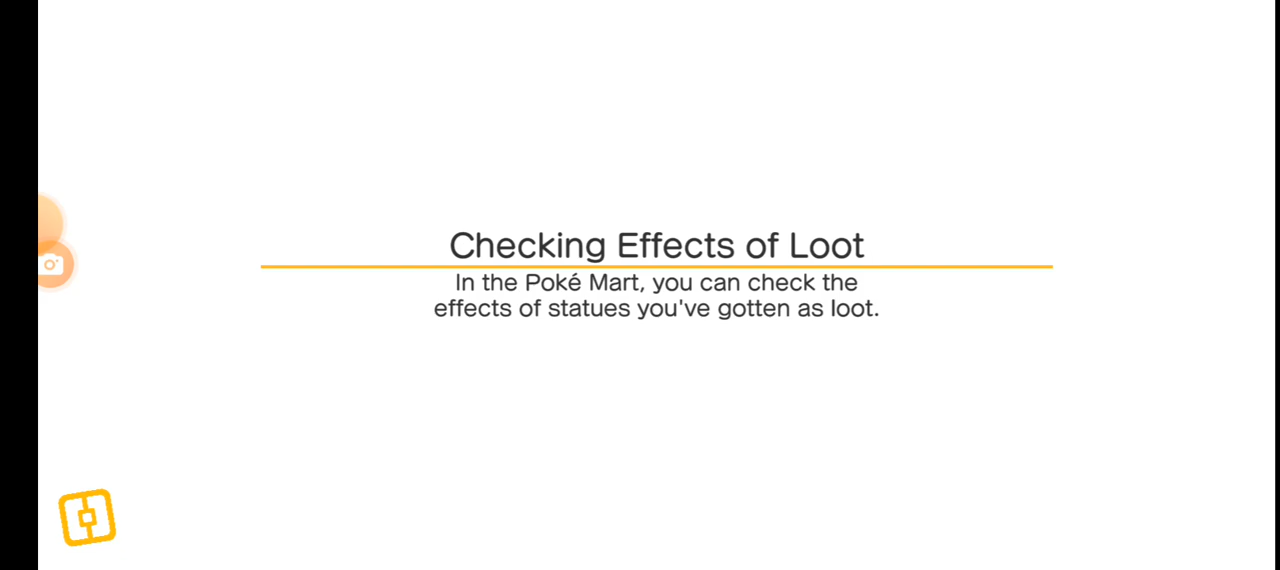 Checking Effects of Loot
In the Poké Mart, you can check the
effects of statues you've gotten as loot.